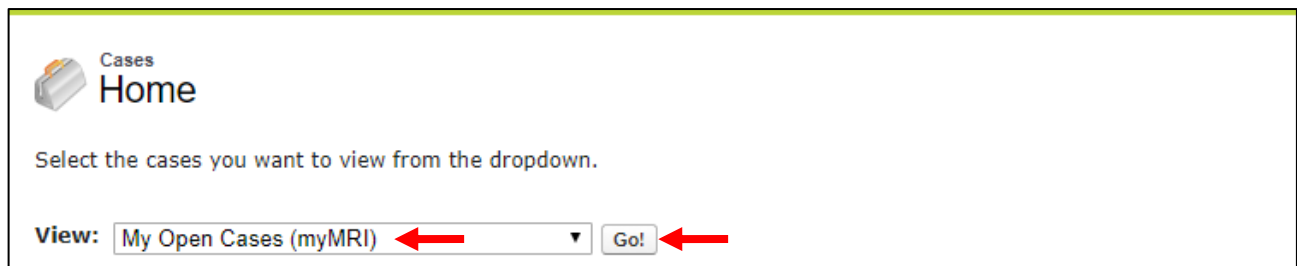 Cases
Home
Select the cases you want to view from the dropdown.
View: My Open Cases (myMRI) Go!